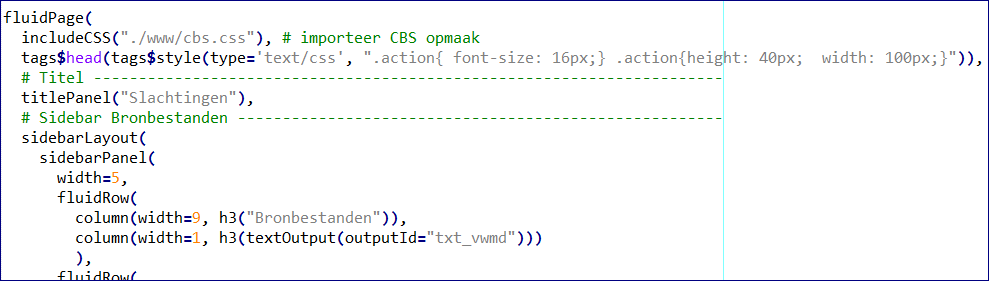 fluidPage(
  includeCSS("./www/cbs.css"), # importeer CBS opmaak
  tags$head(tags$style(type='text/css', ".action{ font-size: 16px;} .action{height: 40px;  width: 100px;}")),
  # Titel ----------------------------------------------------------------------
  titlePanel("Slachtingen"),
  # Sidebar Bronbestanden ------------------------------------------------------
  sidebarLayout(
    sidebarPanel(
      width=5,
      fluidRow(
        column(width=9, h3("Bronbestanden")),
        column(width=1, h3(textOutput(outputId="txt_vwmd")))
        ),
      fluidRow(